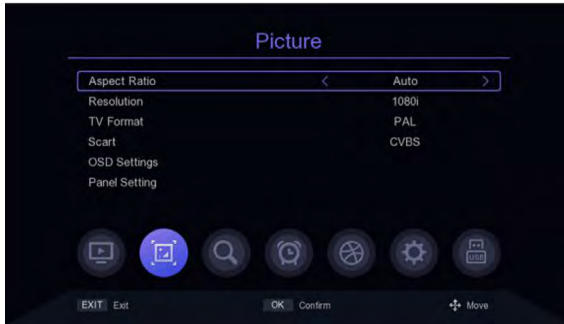 Picture
Aspect Ratio < Auto >
Resolution 1080i
TV Format PAL
Scart CVBS
OSD Settings
Panel Setting
USB
EXIT Exit OK Confirm Move